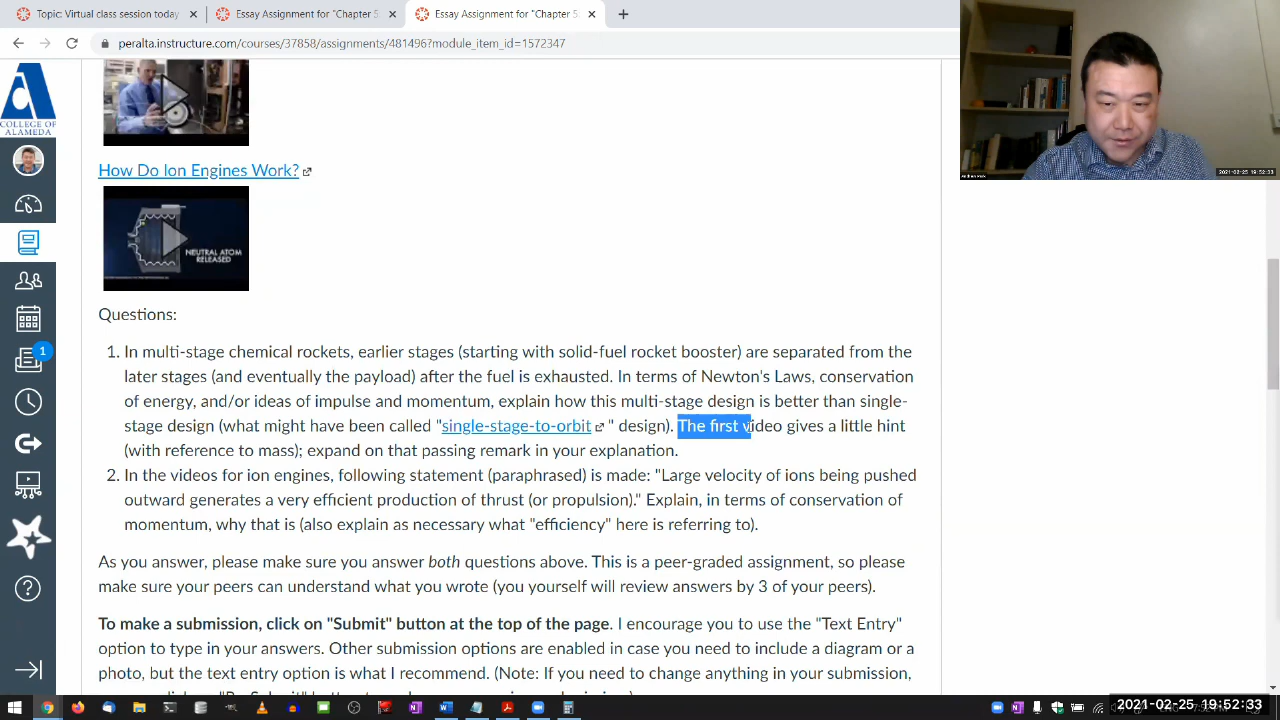 Topic: Virtual class session today
Essay Assignment for "Chapter 5
Essay Assignment for "Chapter 5
peralta.instructure.com/courses/37858/assignments/481496?module_item_id=1572347
COLLEGE OF
ALAMEDA
How Do Ion Engines Work?
NEUTRAL ATOM
RELEASED
Questions:
1. In multi-stage chemical rockets, earlier stages (starting with solid-fuel rocket booster) are separated from the
later stages (and eventually the payload) after the fuel is exhausted. In terms of Newton's Laws, conservation
of energy, and/or ideas of impulse and momentum, explain how this multi-stage design is better than single-
stage design (what might have been called "single-stage-to-orbit " design). The first video gives a little hint
(with reference to mass); expand on that passing remark in your explanation.
2. In the videos for ion engines, following statement (paraphrased) is made: "Large velocity of ions being pushed
outward generates a very efficient production of thrust (or propulsion)." Explain, in terms of conservation of
momentum, why that is (also explain as necessary what "efficiency" here is referring to).
As you answer, please make sure you answer both questions above. This is a peer-graded assignment, so please
make sure your peers can understand what you wrote (you yourself will review answers by 3 of your peers).
To make a submission, click on "Submit" button at the top of the page. I encourage you to use the "Text Entry"
option to type in your answers. Other submission options are enabled in case you need to include a diagram or a
photo, but the text entry option is what I recommend. (Note: If you need to change anything in your submission,
1
2021-02-25 19:52:33
2021-02-25 19:52:33